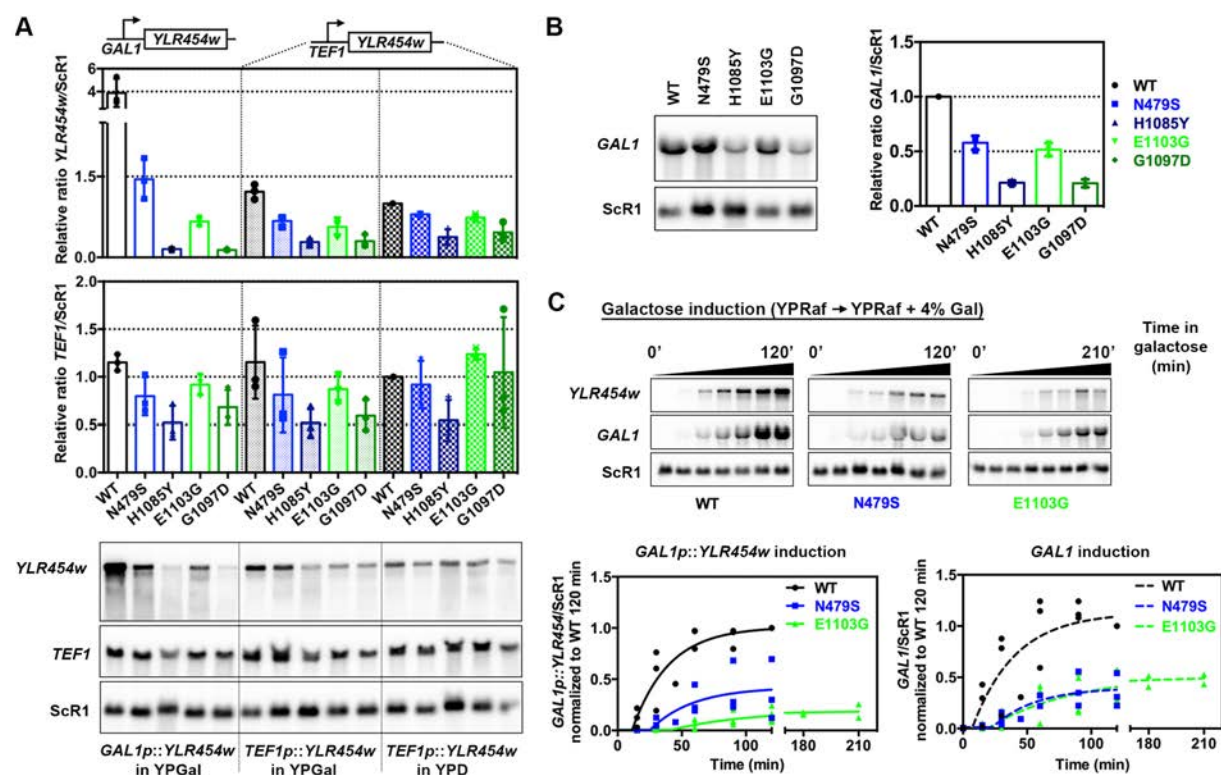 A
GAL1 YLR454w
TEF1 YLR454w
Relative ratio YLR454w/ScR1
6
4
1.5
0.0
Relative ratio TEF1/ScR1
2.0
1.5
1.0
0.5
0.0
WT N479S H1085Y E1103G G1097D WT N479S H1085Y E1103G G1097D WT N479S H1085Y E1103G G1097D
YLR454w
TEF1
ScR1
GAL1p::YLR454w TEF1p::YLR454w TEF1p::YLR454w
in YPGal in YPGal in YPD
B
WT N479S H1085Y E1103G G1097D
GAL1
ScR1
Relative ratio GAL1/ScR1
1.0
0.5
0.0
WT N479S H1085Y E1103G G1097D
WT
N479S
H1085Y
E1103G
G1097D
C
Galactose induction (YPRaf → YPRaf + 4% Gal)
Time in
galactose
(min)
0' 120' 0' 120' 0' 210'
YLR454w
GAL1
ScR1
WT N479S E1103G
GAL1p::YLR454w induction
GAL1p::YLR454/ScR1
normalized to WT 120 min
1.5
1.0
0.5
0.0
WT
N479S
E1103G
0 60 120 180 210
Time (min)
GAL1 induction
GAL1/ScR1
normalized to WT 120 min
1.5
1.0
0.5
0.0
WT
N479S
E1103G
0 60 120 180 210
Time (min)